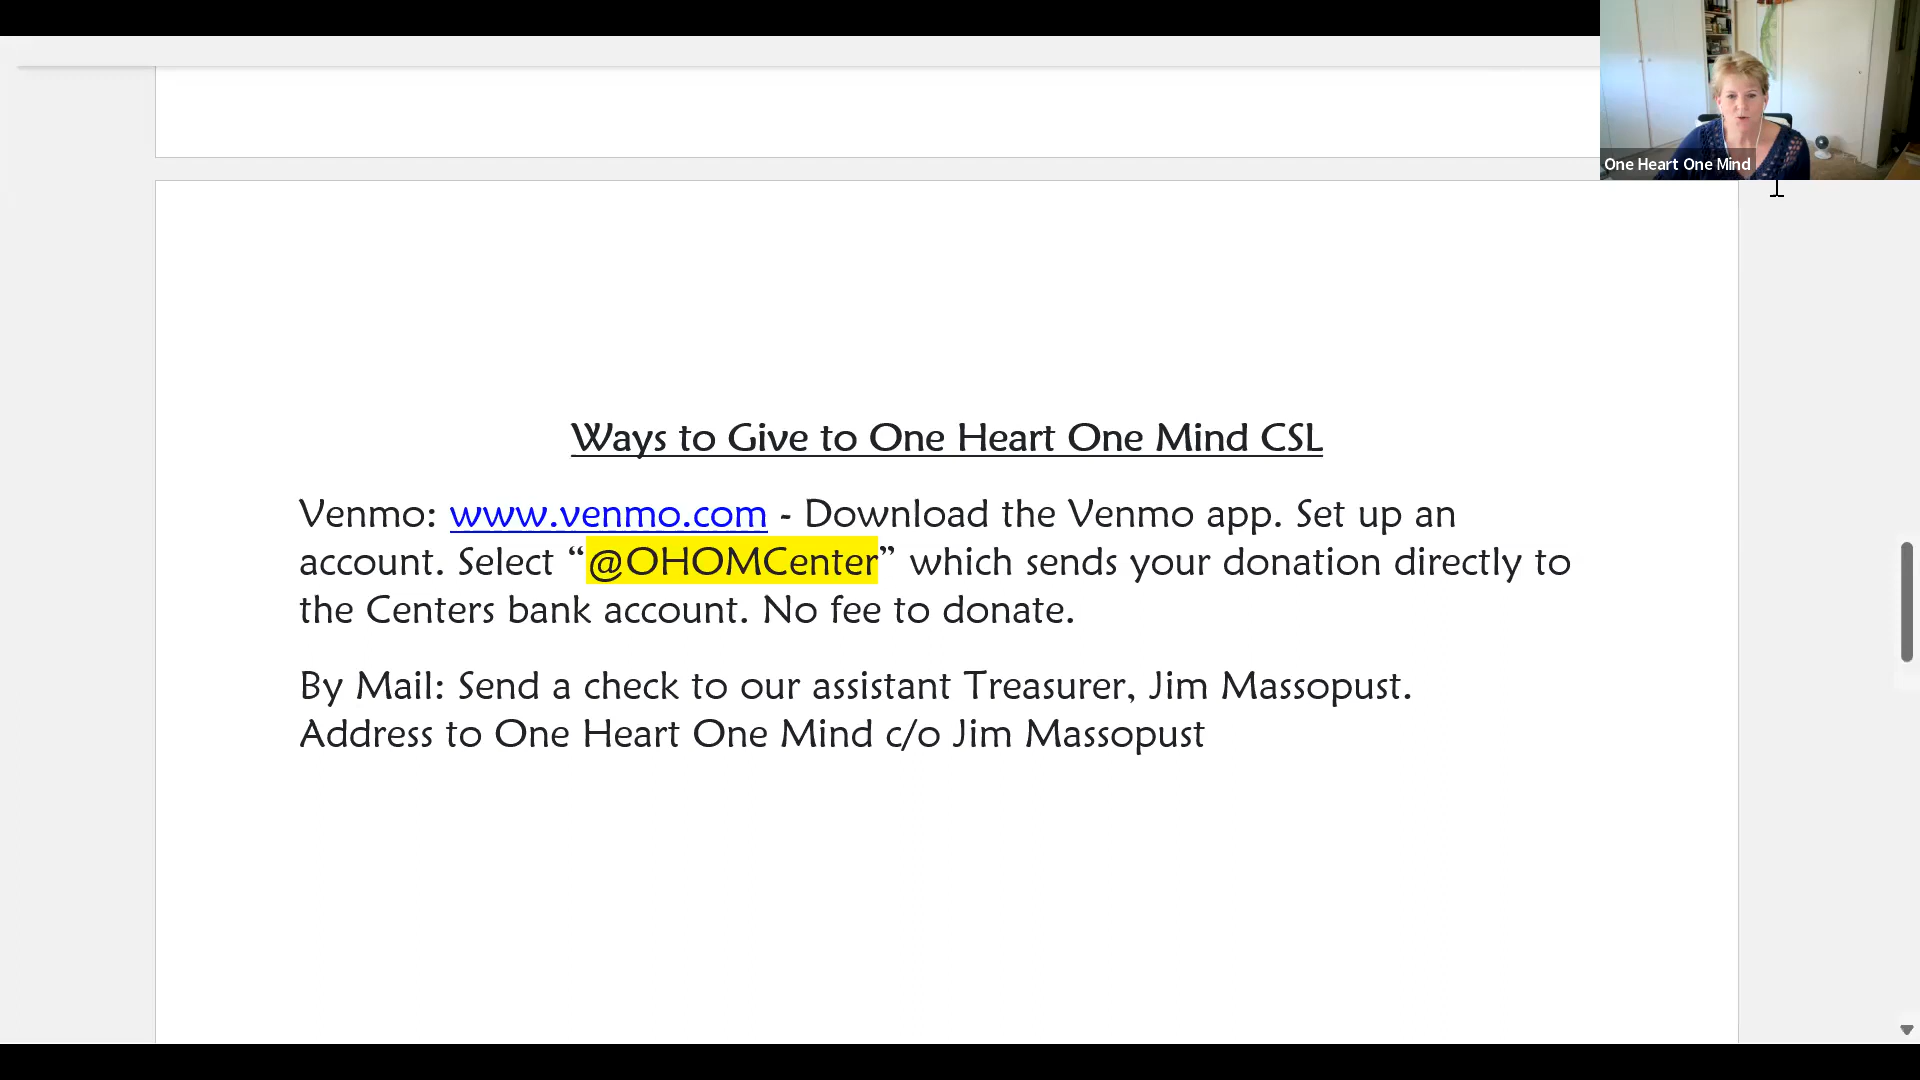 One Heart One Mind
Ways to Give to One Heart One Mind CSL
Venmo: www.venmo.com - Download the Venmo app. Set up an
account. Select “@OHOMCenter” which sends your donation directly to
the Centers bank account. No fee to donate.
By Mail: Send a check to our assistant Treasurer, Jim Massopust.
Address to One Heart One Mind c/o Jim Massopust